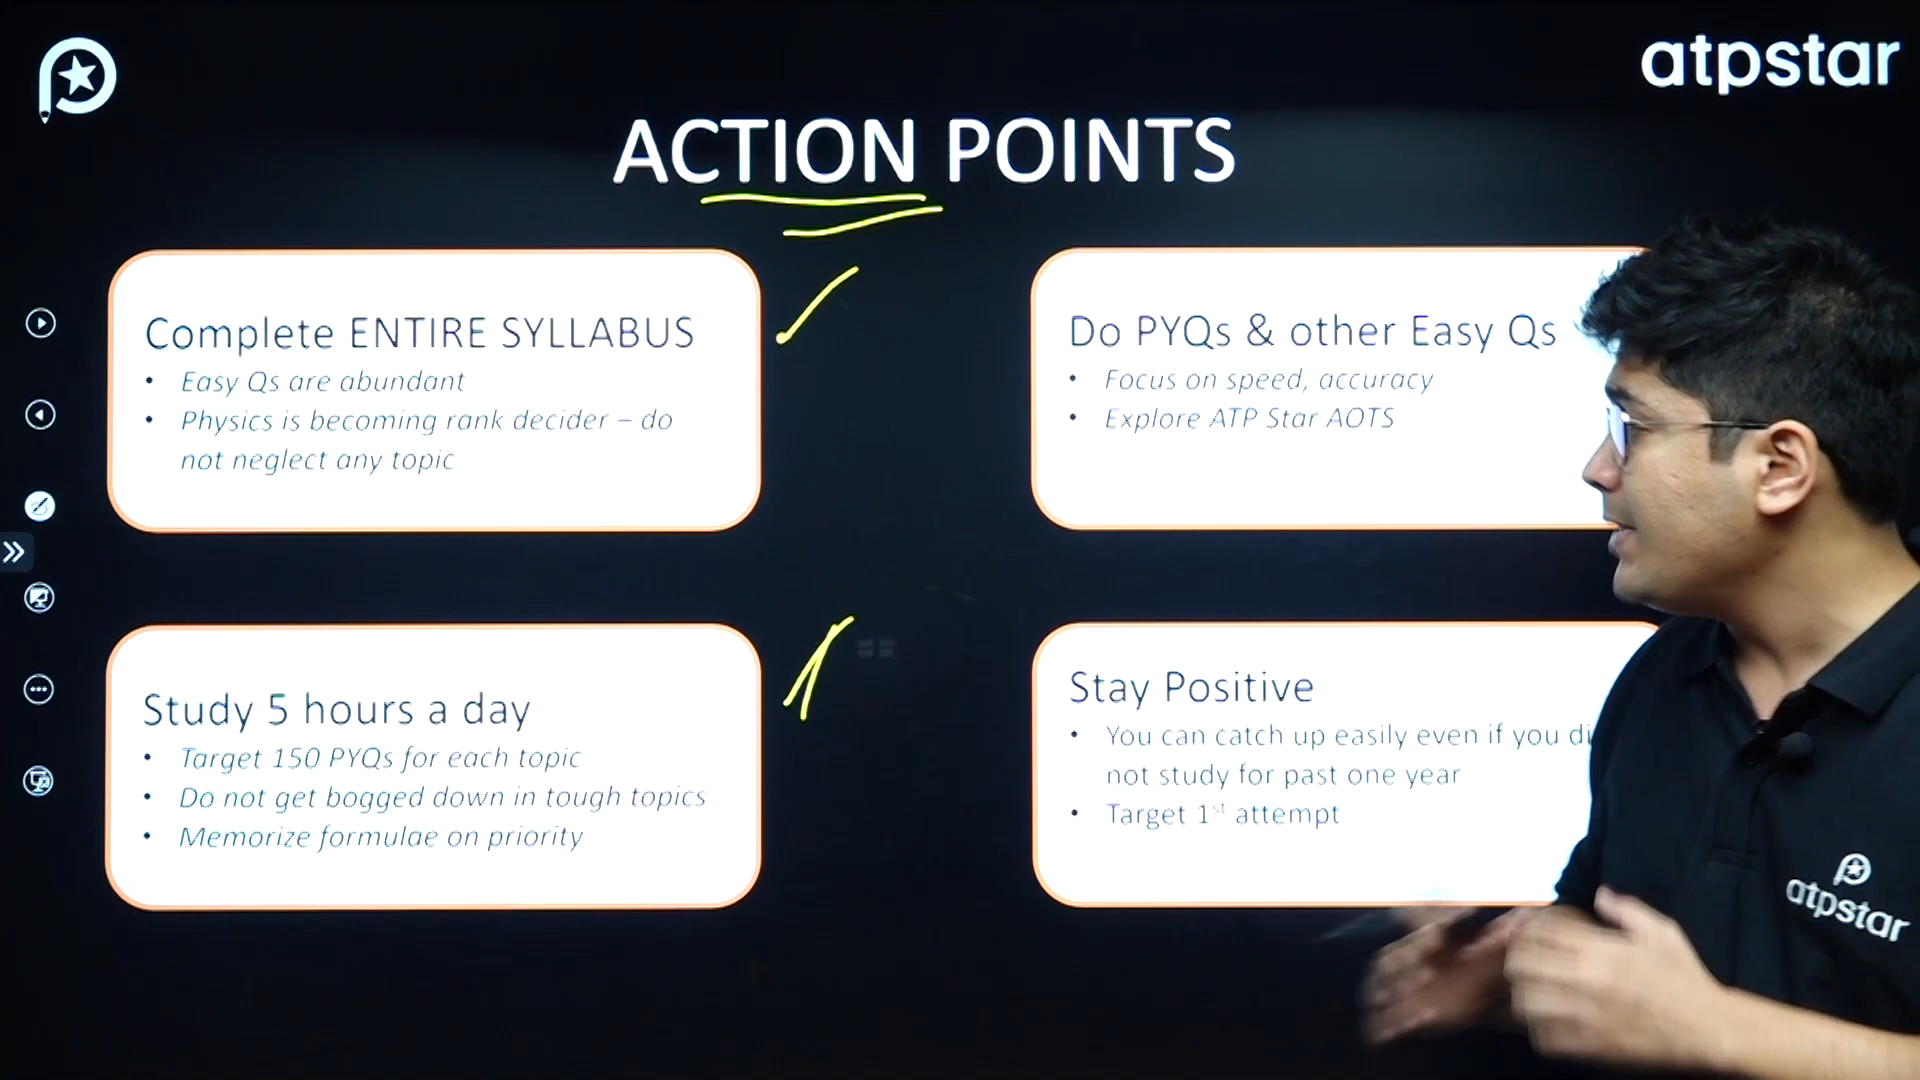 atpstar
ACTION POINTS
Complete ENTIRE SYLLABUS
• Easy Qs are abundant
• Physics is becoming rank decider – do
not neglect any topic
Do PYQs & other Easy Qs
• Focus on speed, accuracy
• Explore ATP Star AOTS
Study 5 hours a day
• Target 150 PYQs for each topic
• Do not get bogged down in tough topics
• Memorize formulae on priority
Stay Positive
• You can catch up easily even if you di
not study for past one year
• Target 1st attempt
atpstar